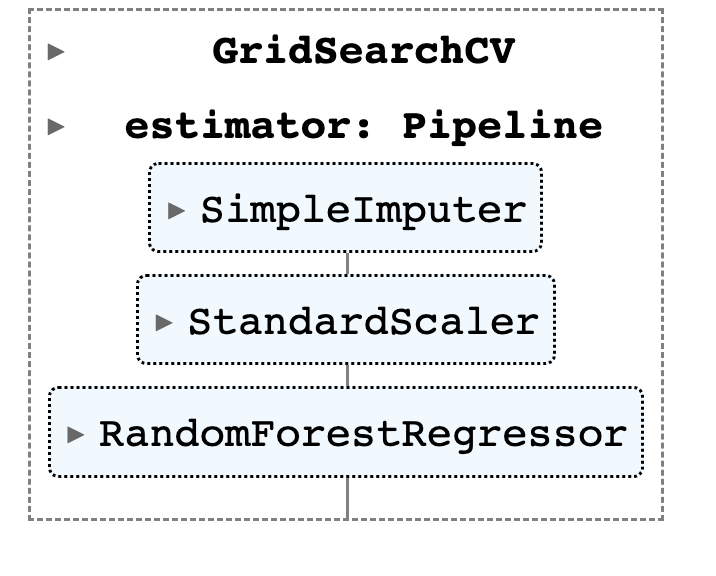 GridSearchCV
estimator: Pipeline
SimpleImputer
StandardScaler
RandomForestRegressor